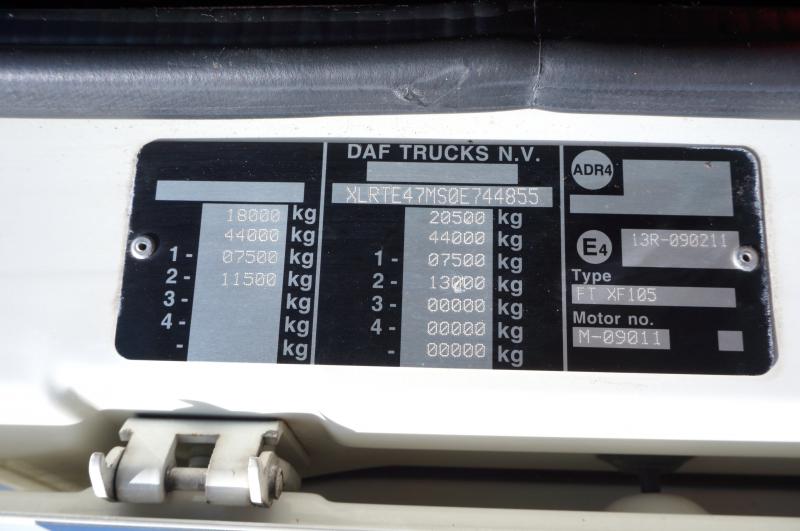 DAF TRUCKS N.V.
XLRTE47MS0E744855
18000 kg
44000 kg
1 - 07500 kg
2 - 11500 kg
3 - kg
4 - kg
- kg
20500 kg
44000 kg
1 - 07500 kg
2 - 13000 kg
3 - 00000 kg
4 - 00000 kg
- 00000 kg
ADR4
E4 13R-090211
Type
FT XF105
Motor no.
M-09011